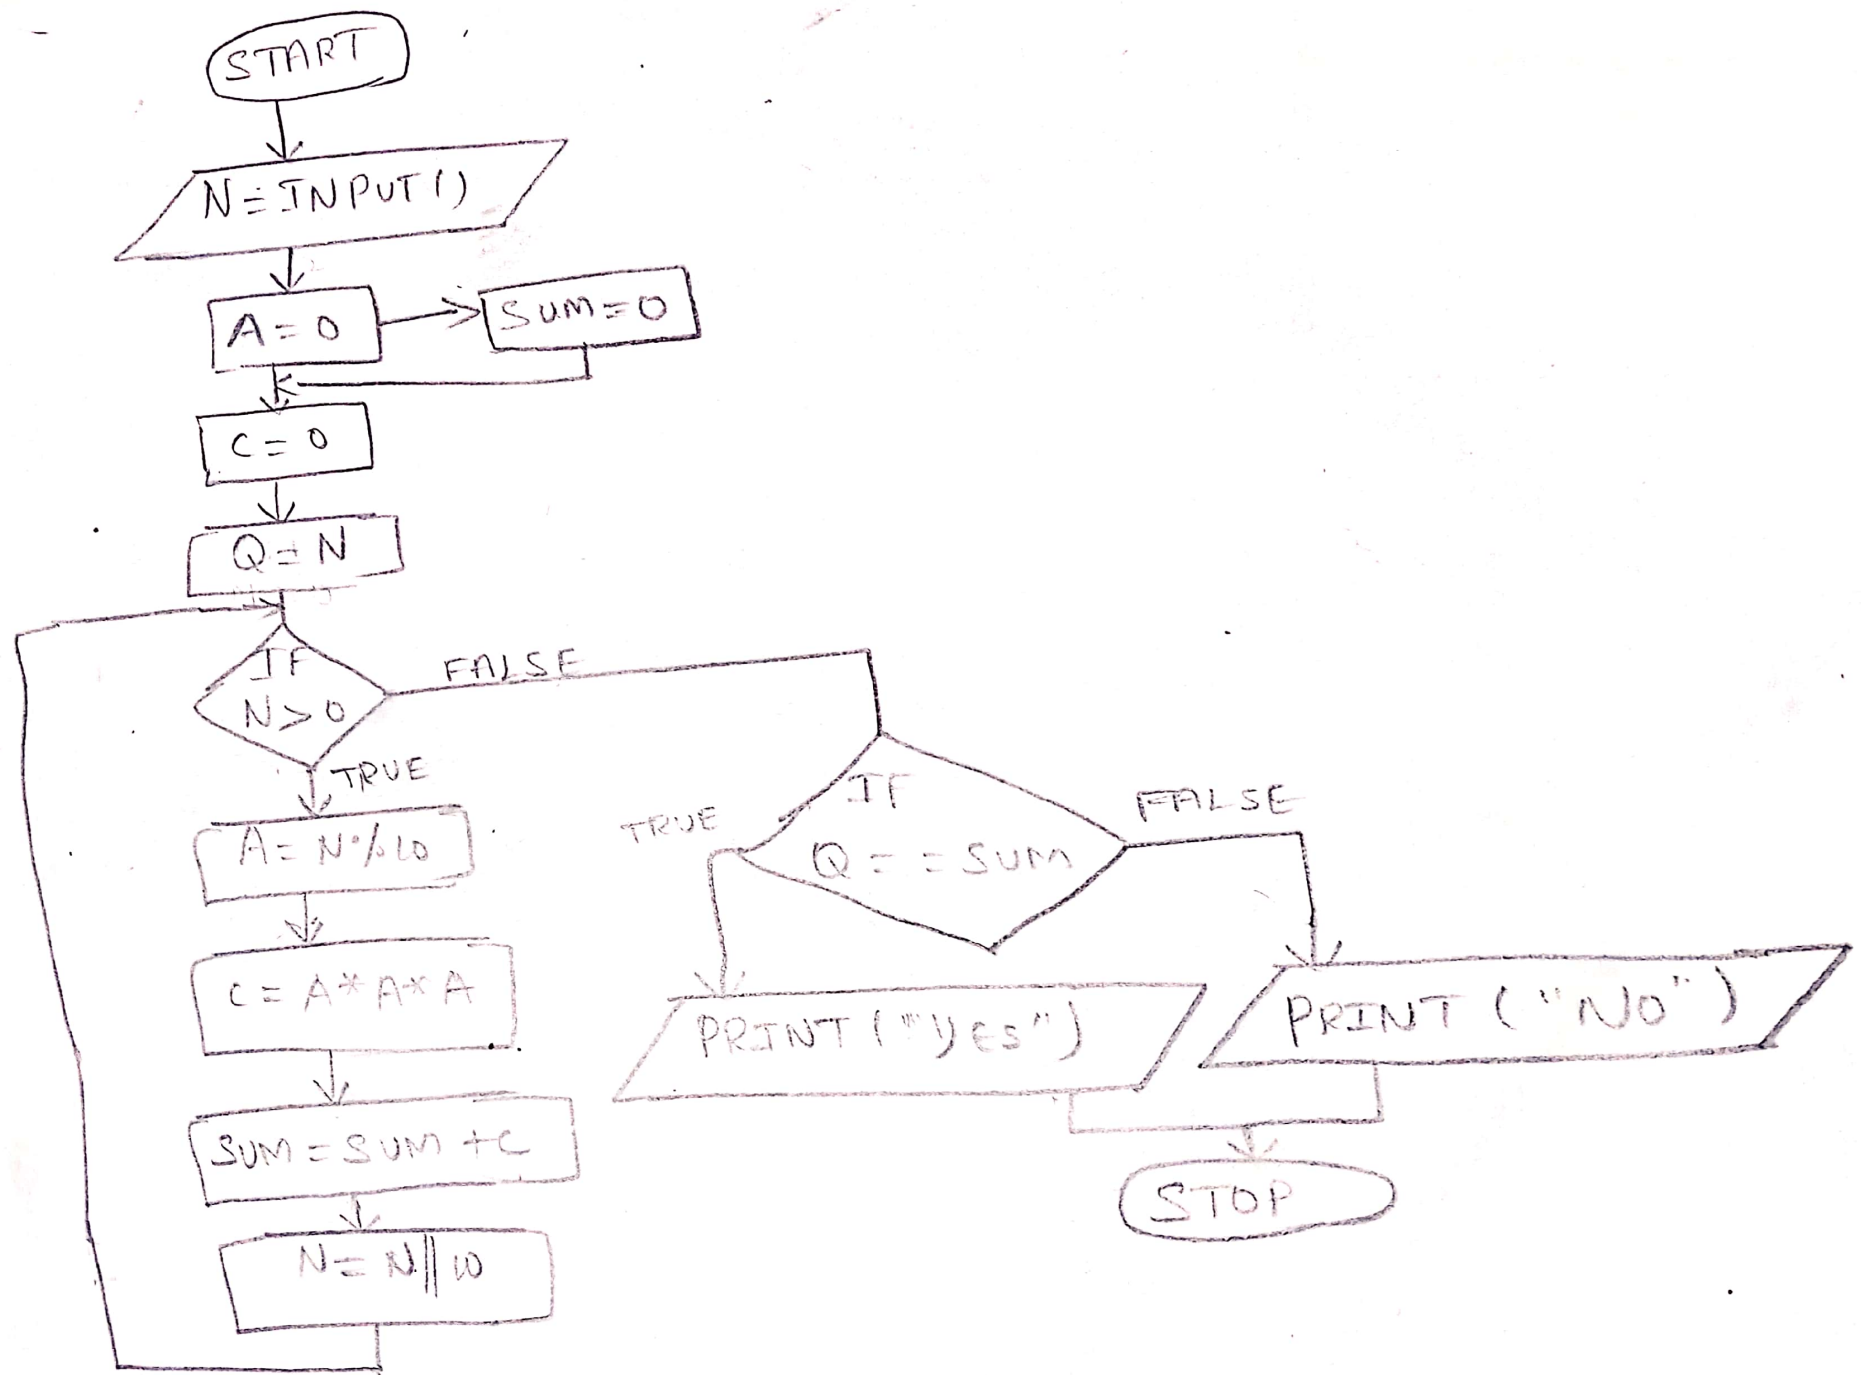 START
N=INPUT()
A=0
SUM=0
C=0
Q=N
IF
N>0
FALSE
TRUE
A=N%10
C=A*A*A
SUM=SUM+C
N=N//10
IF
Q==SUM
TRUE
FALSE
PRINT("YES")
PRINT("NO")
STOP